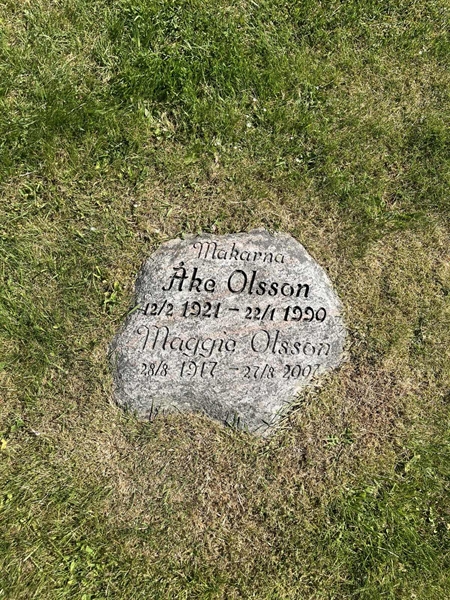 Makarna
Åke Olsson
12/2 1921 – 22/1 1990
Maggie Olsson
28/8 1917 – 27/8 2007